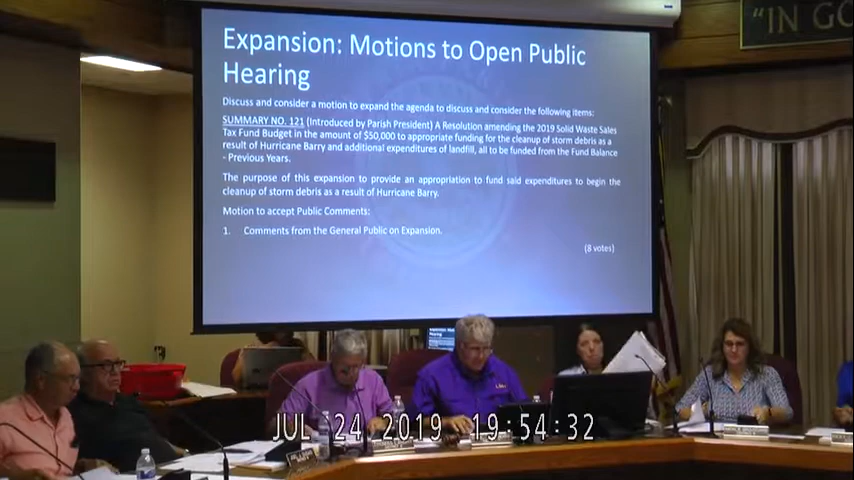 "IN GO
Expansion: Motions to Open Public
Hearing
Discuss and consider a motion to expand the agenda to discuss and consider the following items:
SUMMARY NO. 121 (Introduced by Parish President) A Resolution amending the 2019 Solid Waste Sales
Tax Fund Budget in the amount of $50,000 to appropriate funding for the cleanup of storm debris as a
result of Hurricane Barry and additional expenditures of landfill, all to be funded from the Fund Balance
- Previous Years.
The purpose of this expansion to provide an appropriation to fund said expenditures to begin the
cleanup of storm debris as a result of Hurricane Barry.
Motion to accept Public Comments:
1. Comments from the General Public on Expansion.
(8 votes)
JUL 24 2019 19:54:32